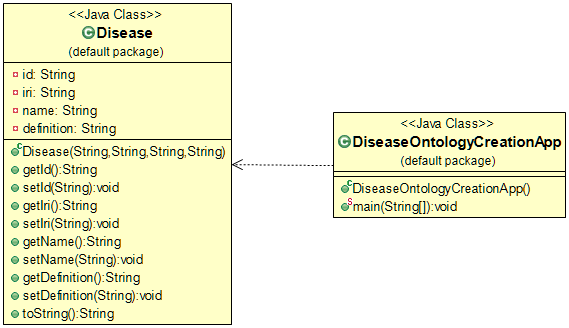 <<Java Class>>
Disease
(default package)
id: String
iri: String
name: String
definition: String
Disease(String,String,String,String)
getId():String
setId(String):void
getIri():String
setIri(String):void
getName():String
setName(String):void
getDefinition():String
setDefinition(String):void
toString():String
<<Java Class>>
DiseaseOntologyCreationApp
(default package)
DiseaseOntologyCreationApp()
main(String[]):void